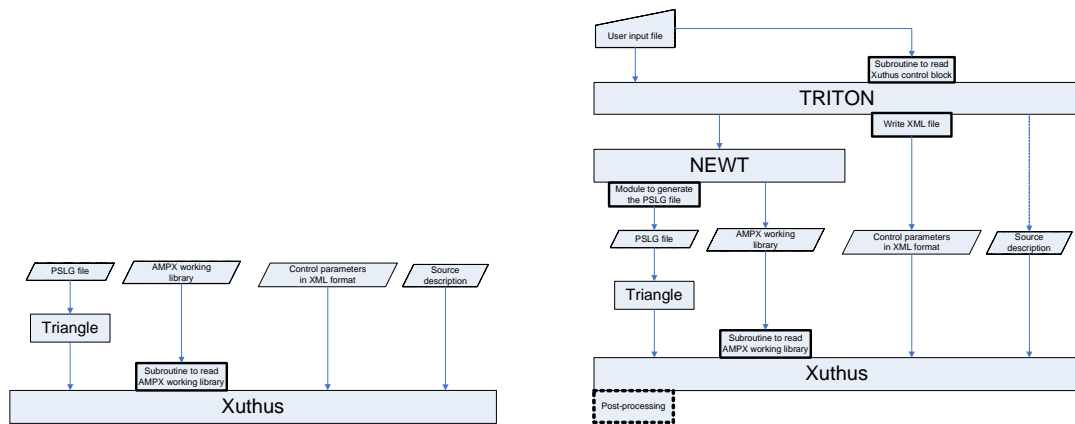 PSLG file
AMPX working
library
Control parameters
in XML format
Source
description
Triangle
Subroutine to read
AMPX working library
Xuthus
User input file
Subroutine to read
Xuthus control block
TRITON
Write XML file
NEWT
Module to generate
the PSLG file
PSLG file
AMPX working
library
Control parameters
in XML format
Source
description
Triangle
Subroutine to read
AMPX working library
Xuthus
Post-processing